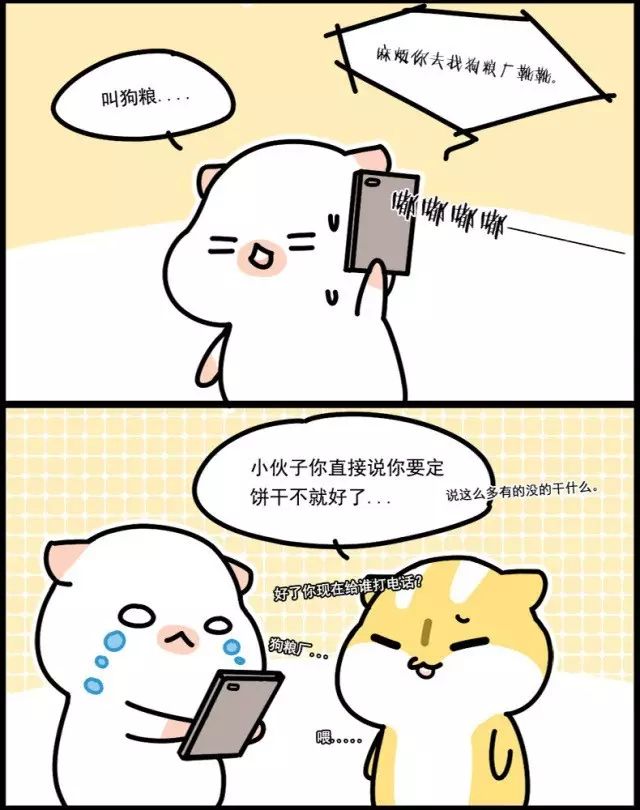 叫狗粮....
麻烦你去找狗粮厂靴靴。
嘟嘟嘟嘟——
小伙子你直接说你要定
饼干不就好了...
说这么多有的没的干什么。
好了你现在给谁打电话?
狗粮厂...
喂.....